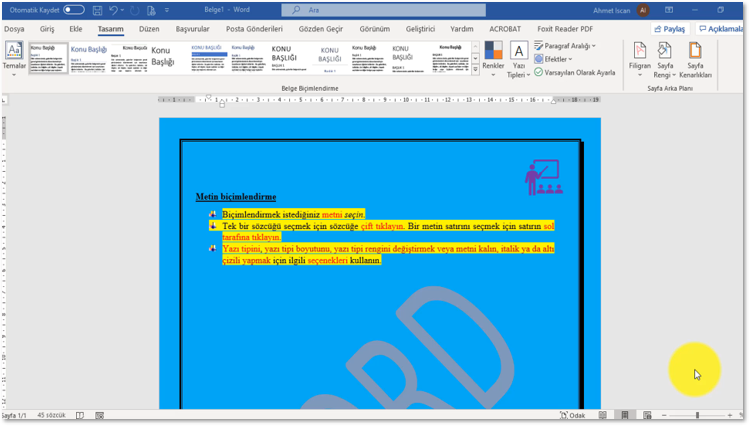 Otomatik Kaydet
Belge1 - Word
Ara
Ahmet Iscan
AI
Dosya Giriş Ekle Tasarım Düzen Başvurular Posta Gönderileri Gözden Geçir Görünüm Geliştirici Yardım ACROBAT Foxit Reader PDF
Paylaş
Açıklamala
Temalar
Konu Başlığı
Konu Başlığı
Konu Başlığı
Konu Başlığı
KONU BAŞLIĞI
Konu Başlığı
KONU BAŞLIĞI
KONU BAŞLIĞI
Konu Başlığı
KONU BAŞLIĞI
Renkler
Yazı Tipleri
Paragraf Aralığı
Efektler
Varsayılan Olarak Ayarla
Filigran
Sayfa Rengi
Sayfa Kenarlıkları
Belge Biçimlendirme
Sayfa Arka Planı
Metin biçimlendirme
Biçimlendirmek istediğiniz metni seçin.
Tek bir sözcüğü seçmek için sözcüğe çift tıklayın. Bir metin satırını seçmek için satırın sol
tarafına tıklayın.
Yazı tipini, yazı tipi boyutunu, yazı tipi rengini değiştirmek veya metni kalın, italik ya da altı
çizili yapmak için ilgili seçenekleri kullanın.
ORD
Sayfa 1/1
45 sözcük
Odak